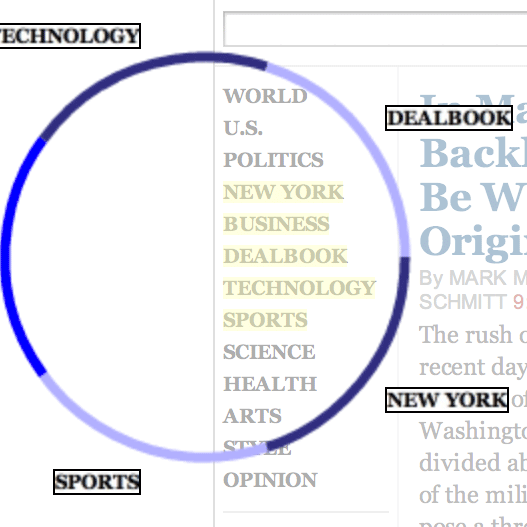 TECHNOLOGY
WORLD
U.S.
POLITICS
NEW YORK
BUSINESS
DEALBOOK
TECHNOLOGY
SPORTS
SCIENCE
HEALTH
ARTS
STYLE
OPINION
DEALBOOK
In Ma
Backl
Be W
Origi
By MARK M
SCHMITT 9
The rush o
recent day
NEW YORK of
Washingto
divided ab
of the mili
pose a thr
SPORTS